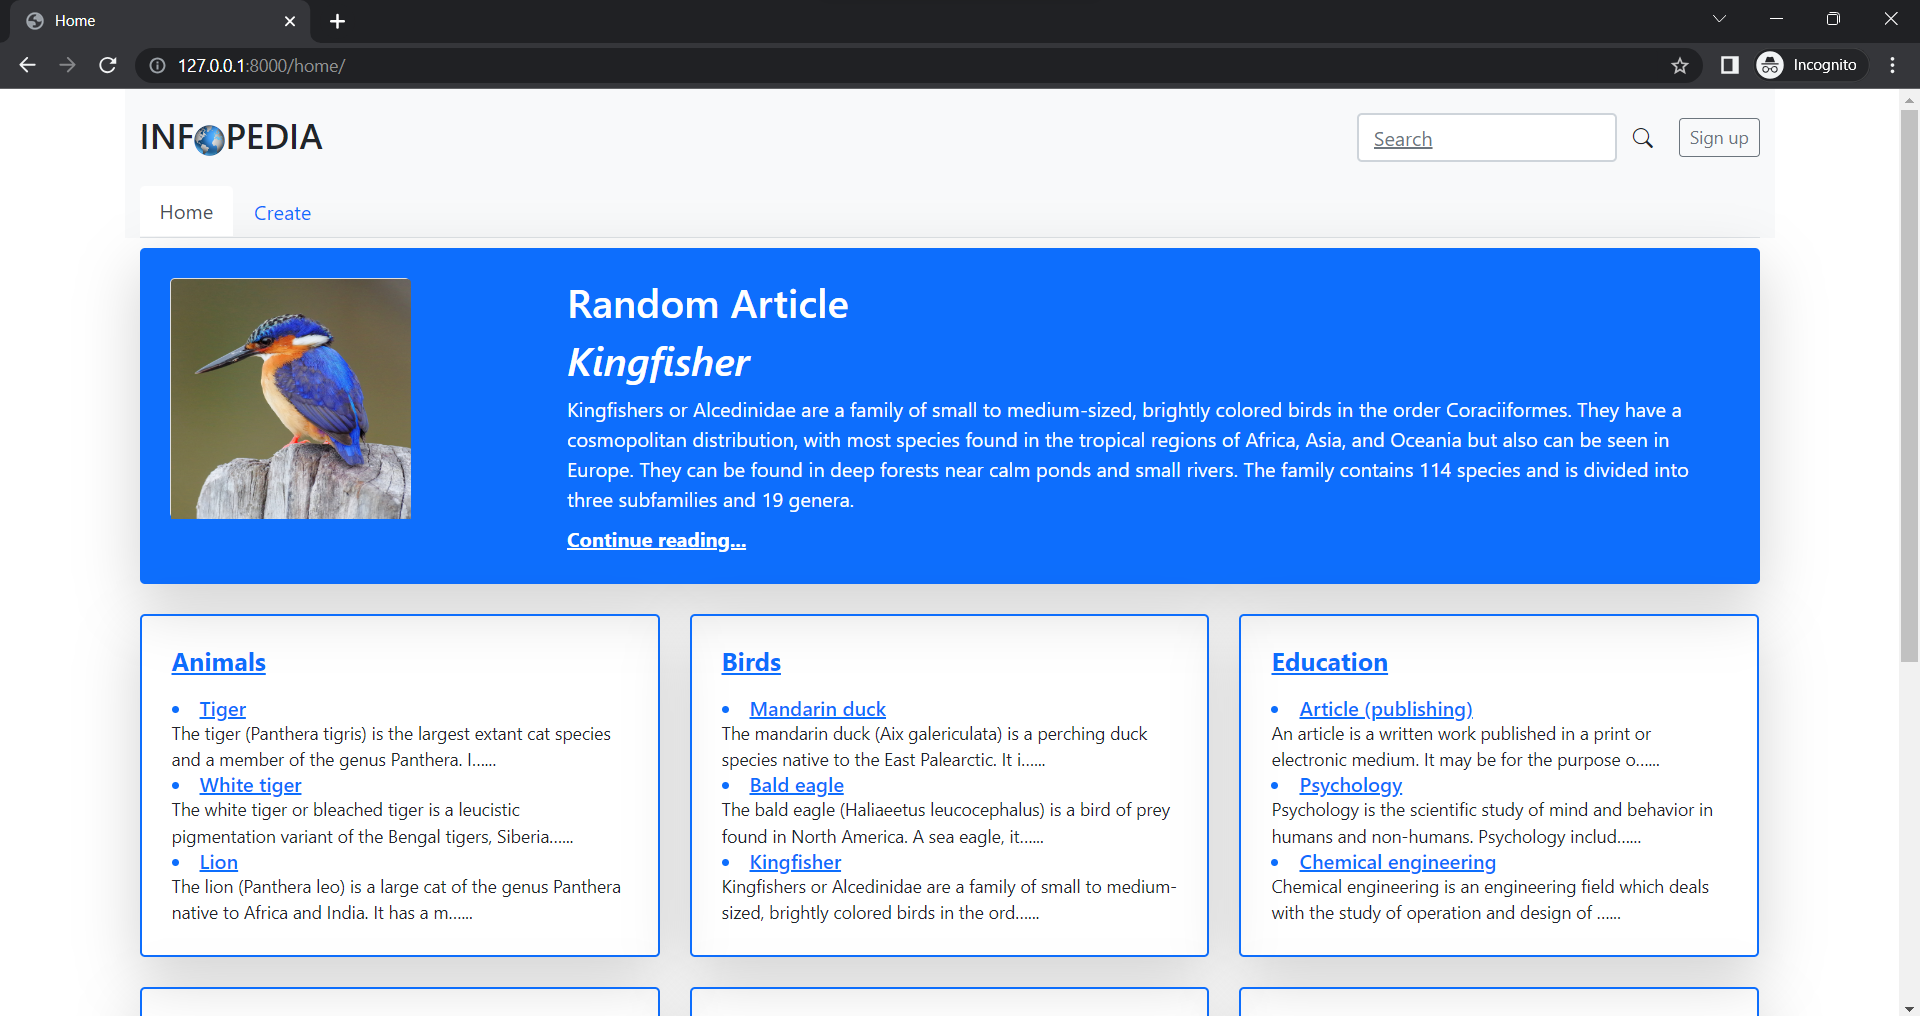 Home
127.0.0.1:8000/home/
Incognito
INFOPEDIA
Search
Sign up
Home
Create
Random Article
Kingfisher
Kingfishers or Alcedinidae are a family of small to medium-sized, brightly colored birds in the order Coraciiformes. They have a
cosmopolitan distribution, with most species found in the tropical regions of Africa, Asia, and Oceania but also can be seen in
Europe. They can be found in deep forests near calm ponds and small rivers. The family contains 114 species and is divided into
three subfamilies and 19 genera.
Continue reading...
Animals
• Tiger
The tiger (Panthera tigris) is the largest extant cat species
and a member of the genus Panthera. I......
• White tiger
The white tiger or bleached tiger is a leucistic
pigmentation variant of the Bengal tigers, Siberia......
• Lion
The lion (Panthera leo) is a large cat of the genus Panthera
native to Africa and India. It has a m......
Birds
• Mandarin duck
The mandarin duck (Aix galericulata) is a perching duck
species native to the East Palearctic. It i......
• Bald eagle
The bald eagle (Haliaeetus leucocephalus) is a bird of prey
found in North America. A sea eagle, it......
• Kingfisher
Kingfishers or Alcedinidae are a family of small to medium-
sized, brightly colored birds in the ord......
Education
• Article (publishing)
An article is a written work published in a print or
electronic medium. It may be for the purpose o......
• Psychology
Psychology is the scientific study of mind and behavior in
humans and non-humans. Psychology includ......
• Chemical engineering
Chemical engineering is an engineering field which deals
with the study of operation and design of ......